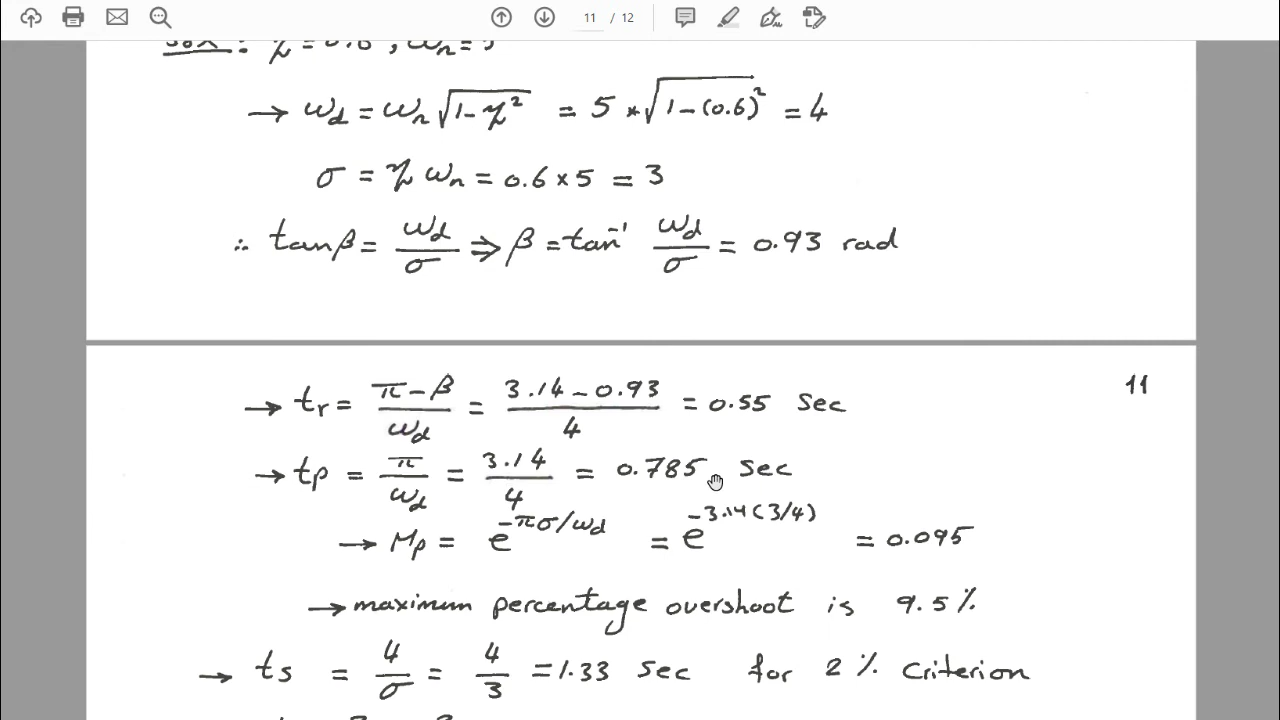 11 / 12
→ ωd = ωn √1-ζ² = 5 * √1-(0.6)² = 4
σ = ζ ωn = 0.6 × 5 = 3
∴ tanβ = ωd/σ ⇒ β = tan⁻¹ ωd/σ = 0.93 rad
11
→ tr = π-β/ωd = 3.14-0.93/4 = 0.55 Sec
→ tp = π/ωd = 3.14/4 = 0.785 Sec
→ Mp = e^-πσ/ωd = e^-3.14(3/4) = 0.095
→ maximum percentage overshoot is 9.5%
→ ts = 4/σ = 4/3 = 1.33 Sec for 2% Criterion